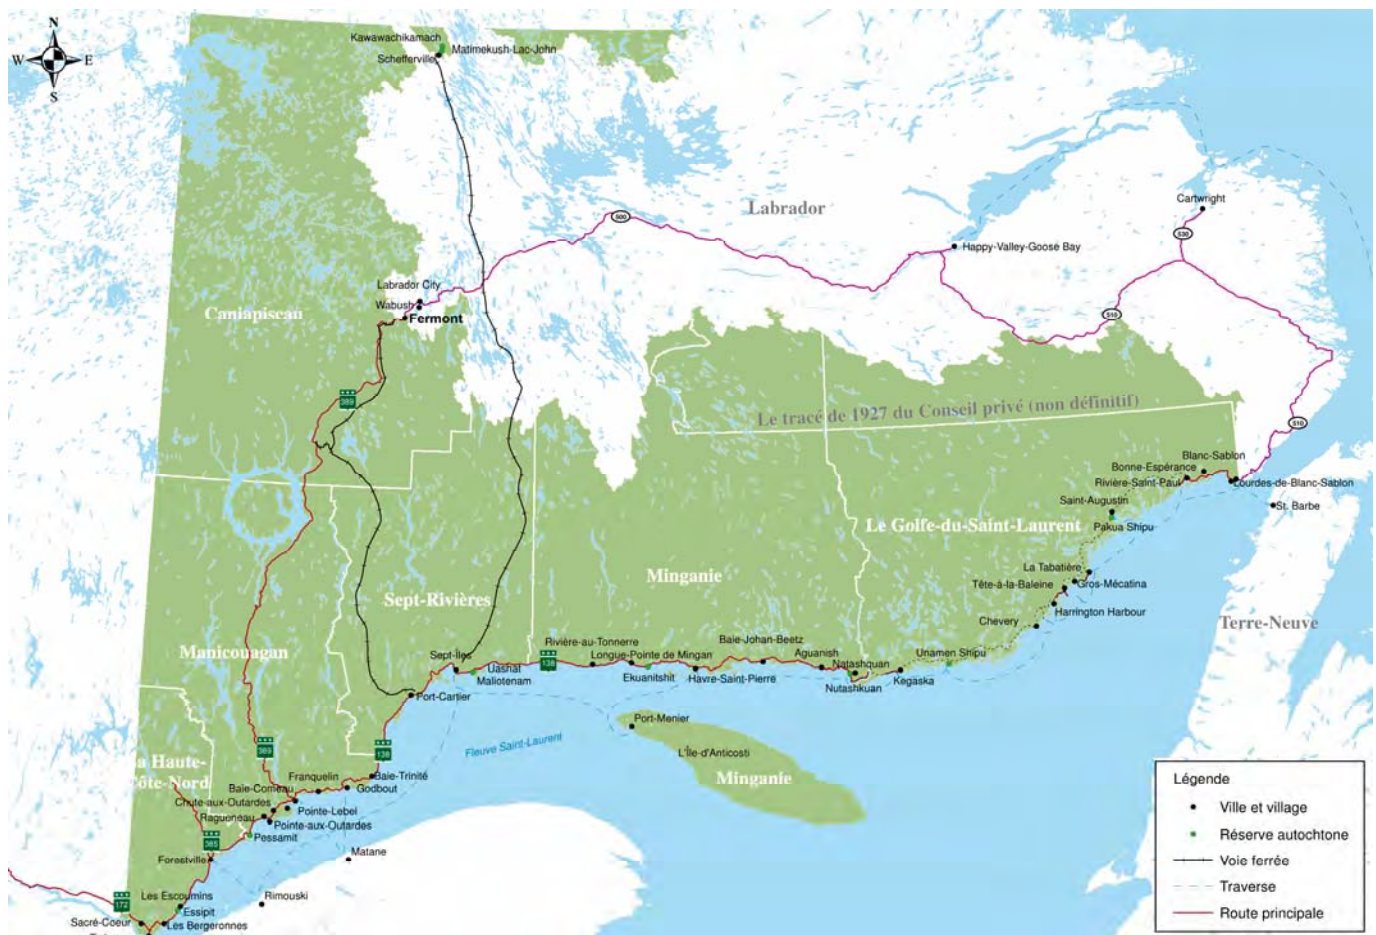 N
Kawawachikamach
Matimekush-Lac-John
Schefferville
W
E
S
Cartwright
Labrador
500
530
Happy-Valley-Goose Bay
Labrador City
Wabush
Fermont
Caniapiscau
510
389
Le tracé de 1927 du Conseil privé (non définitif)
510
Blanc-Sablon
Bonne-Espérance
Rivière-Saint-Paul
Lourdes-de-Blanc-Sablon
Saint-Augustin
St. Barbe
Le Golfe-du-Saint-Laurent
Pakua Shipu
La Tabatière
Minganie
Tête-à-la-Baleine
Gros-Mécatina
Sept-Rivières
Harrington Harbour
Chevery
Terre-Neuve
Rivière-au-Tonnerre
Baie-Johan-Beetz
Manicouagan
Sept-Îles
Uashat
138
Longue-Pointe de Mingan
Aguanish
Natashquan
Unamen Shipu
Maliotenam
Ekuanitshit
Havre-Saint-Pierre
Nutashkuan
Kegaska
Port-Cartier
Port-Menier
Fleuve Saint-Laurent
389
138
L'Île-d'Anticosti
La Haute-
Côte-Nord
Minganie
Franquelin
Baie-Trinité
Légende
Baie-Comeau
Godbout
Chute-aux-Outardes
Pointe-Lebel
Ville et village
Ragueneau
Pointe-aux-Outardes
Pessamit
Réserve autochtone
385
Matane
Forestville
Voie ferrée
Traverse
Les Escoumins
Rimouski
172
Essipit
Route principale
Sacré-Coeur
Les Bergeronnes